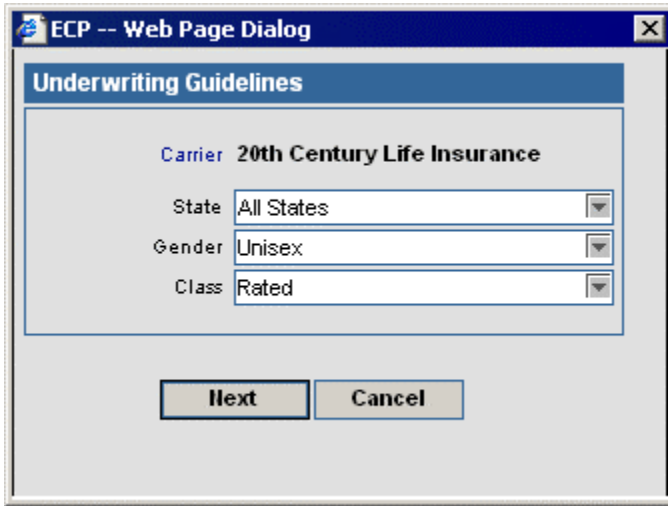 ECP -- Web Page Dialog
Underwriting Guidelines
Carrier 20th Century Life Insurance
State All States
Gender Unisex
Class Rated
Next Cancel